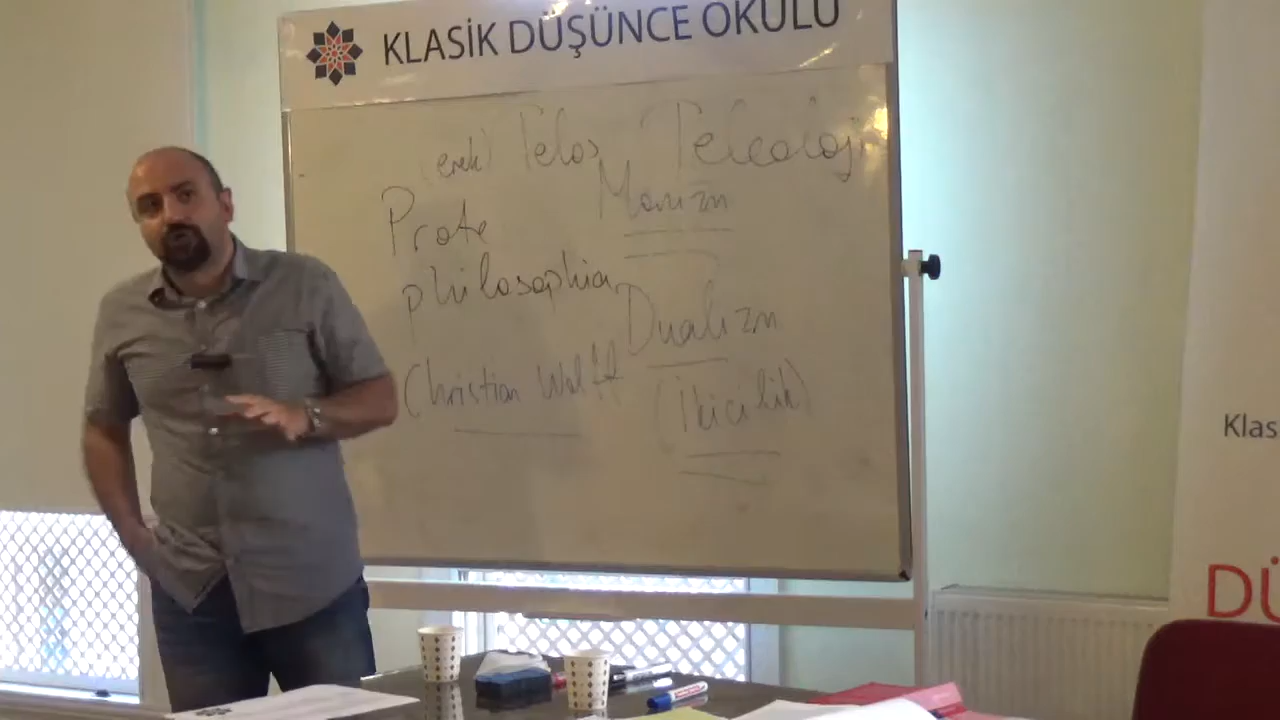 KLASİK DÜŞÜNCE OKULU
(erek) Telos Teleoloji
Monizm
Prote
philosophia
Dualizm
Christian Wolff
(İkicilik)
Klas
DÜ